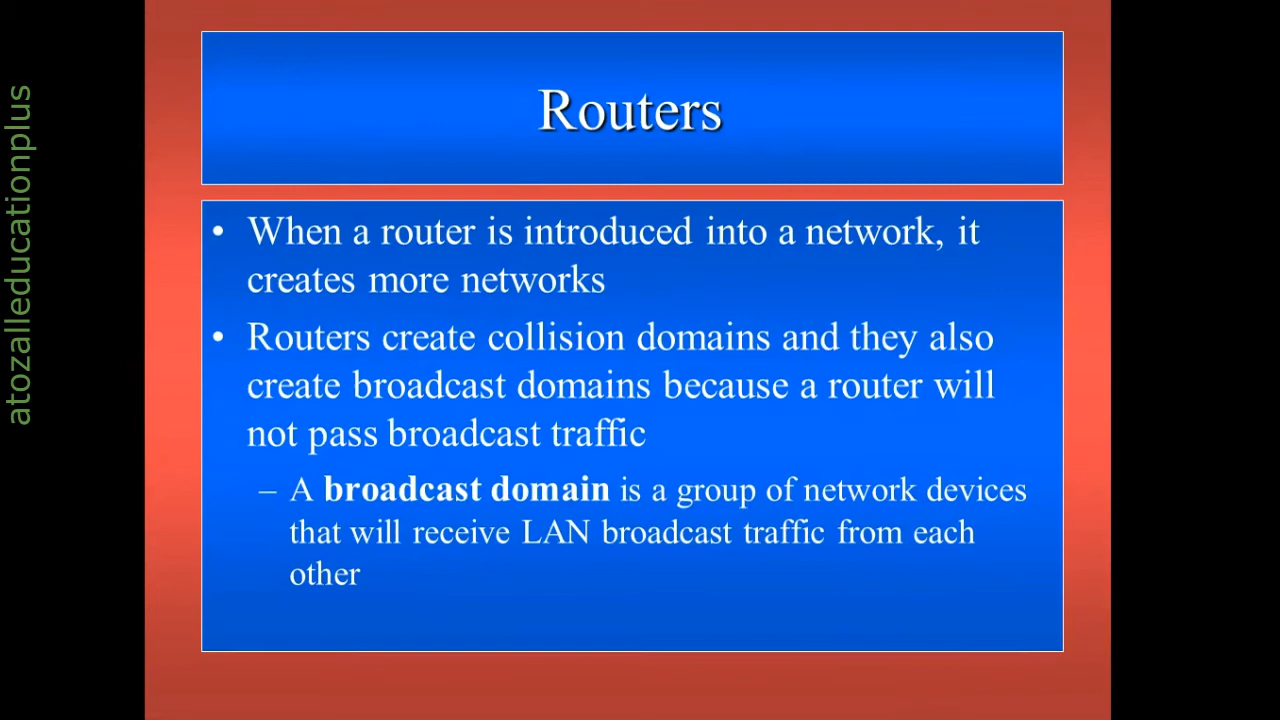 Routers
• When a router is introduced into a network, it
creates more networks
• Routers create collision domains and they also
create broadcast domains because a router will
not pass broadcast traffic
– A broadcast domain is a group of network devices
that will receive LAN broadcast traffic from each
other
atozalleducationplus